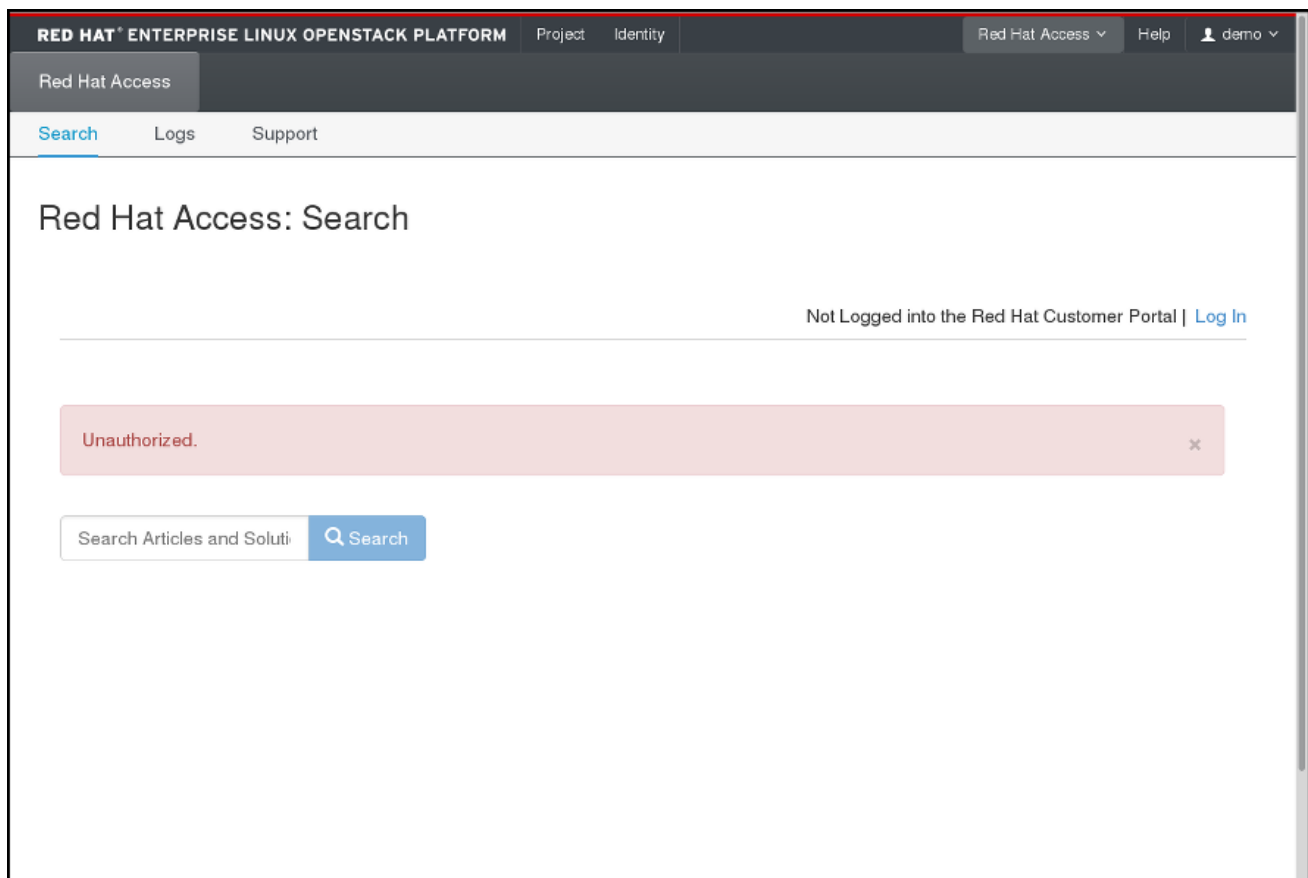 RED HAT® ENTERPRISE LINUX OPENSTACK PLATFORM Project Identity Red Hat Access Help demo
Red Hat Access
Search Logs Support
Red Hat Access: Search
Not Logged into the Red Hat Customer Portal | Log In
Unauthorized. ×
Search Articles and Soluti Search